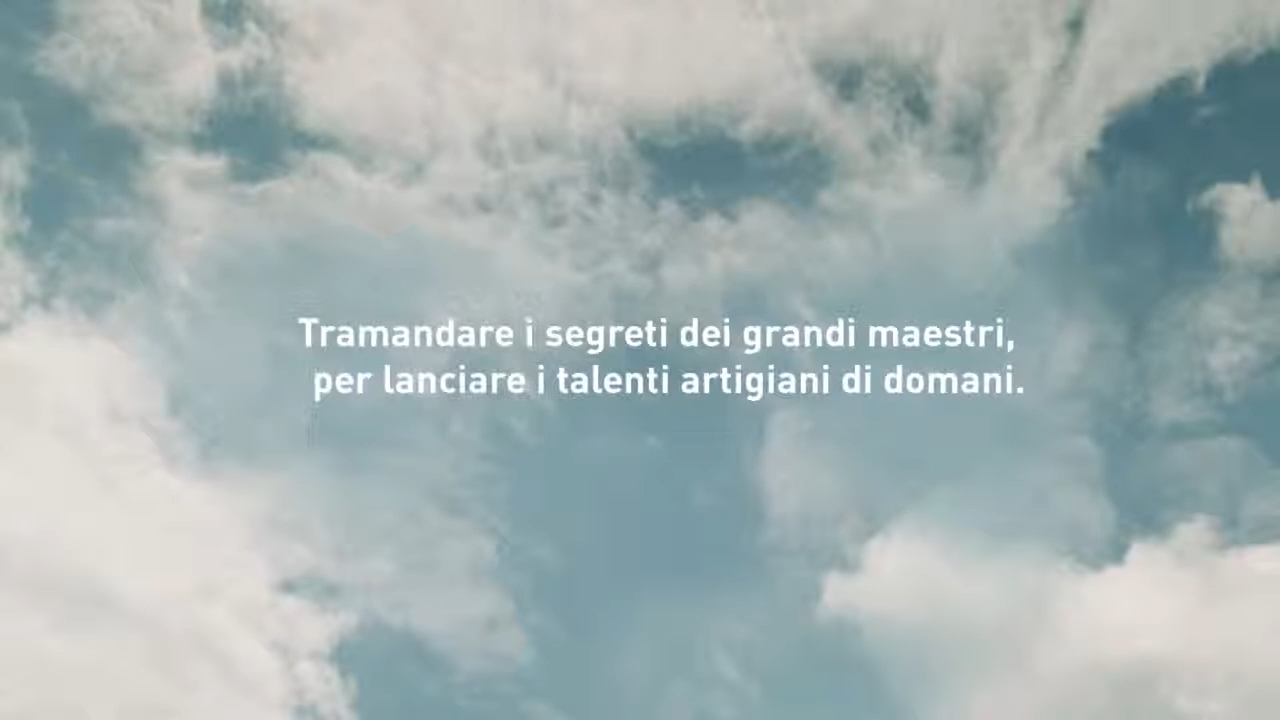 Tramandare i segreti dei grandi maestri,
per lanciare i talenti artigiani di domani.